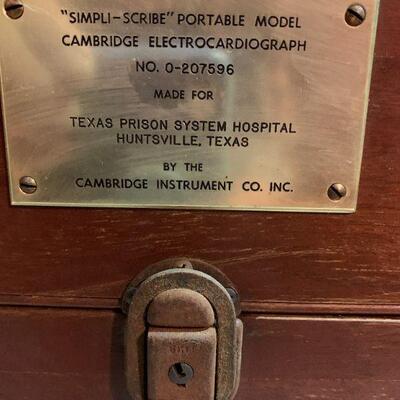 "SIMPLI-SCRIBE" PORTABLE MODEL
CAMBRIDGE ELECTROCARDIOGRAPH
NO. 0-207596
MADE FOR
TEXAS PRISON SYSTEM HOSPITAL
HUNTSVILLE, TEXAS
BY THE
CAMBRIDGE INSTRUMENT CO. INC.